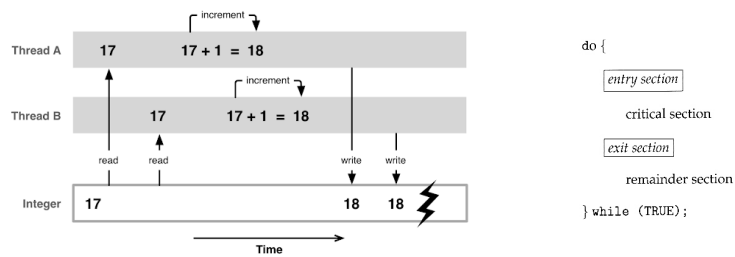 increment
Thread A 17 17 + 1 = 18
increment
Thread B 17 17 + 1 = 18
read read write write
Integer 17 18 18
Time
do {
entry section
critical section
exit section
remainder section
} while (TRUE);